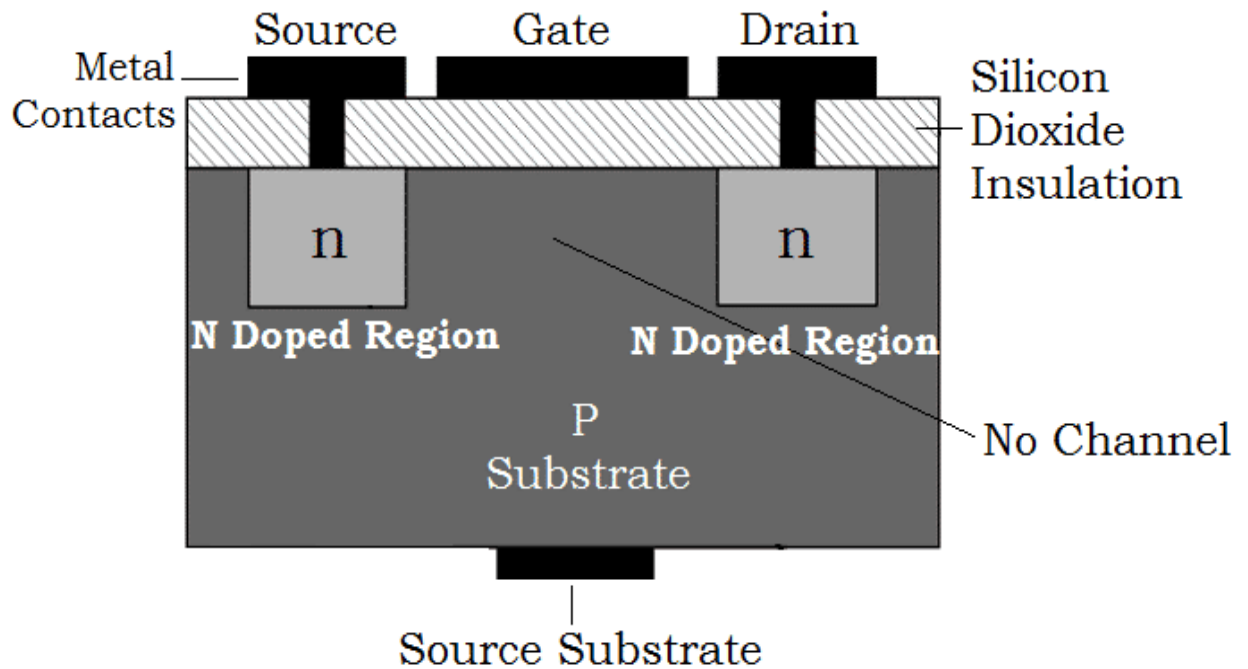 Source
Gate
Drain
Metal
Contacts
Silicon
Dioxide
Insulation
n
n
N Doped Region
N Doped Region
P
Substrate
No Channel
Source Substrate